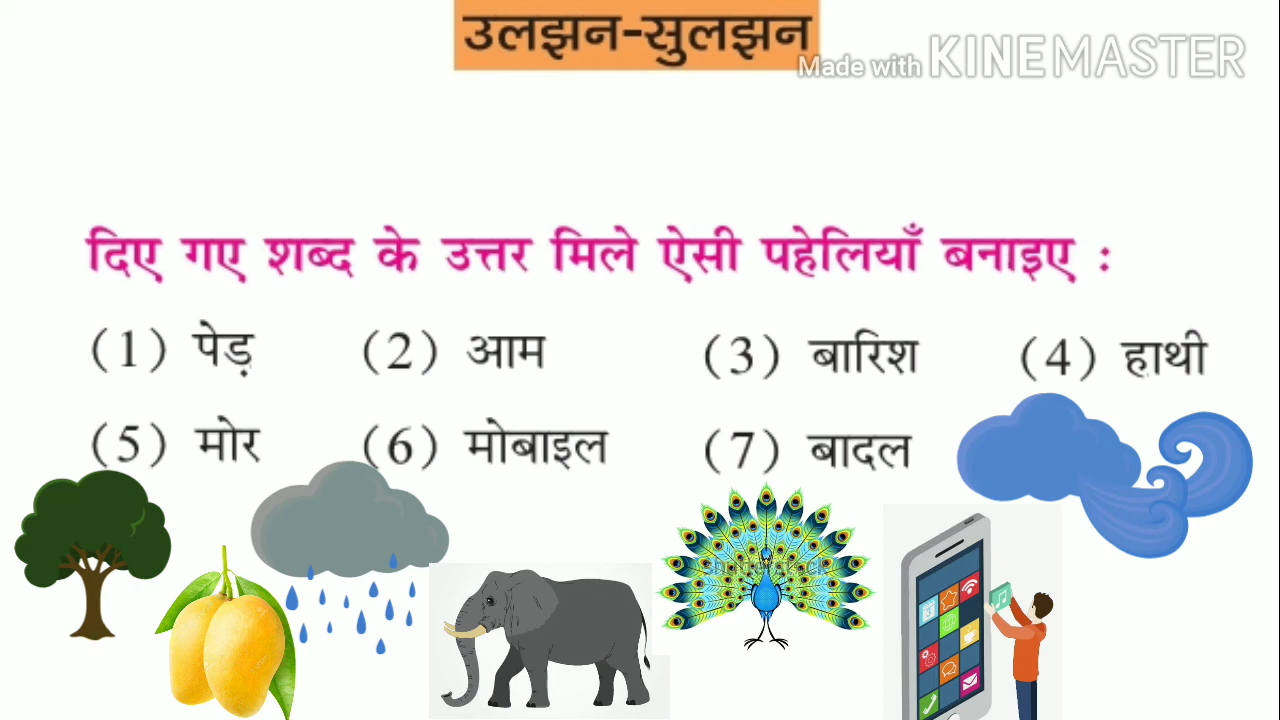 उलझन-सुलझन
Made with KINEMASTER
दिए गए शब्द के उत्तर मिले ऐसी पहेलियाँ बनाइए :
(1) पेड़ (2) आम (3) बारिश (4) हाथी
(5) मोर (6) मोबाइल (7) बादल